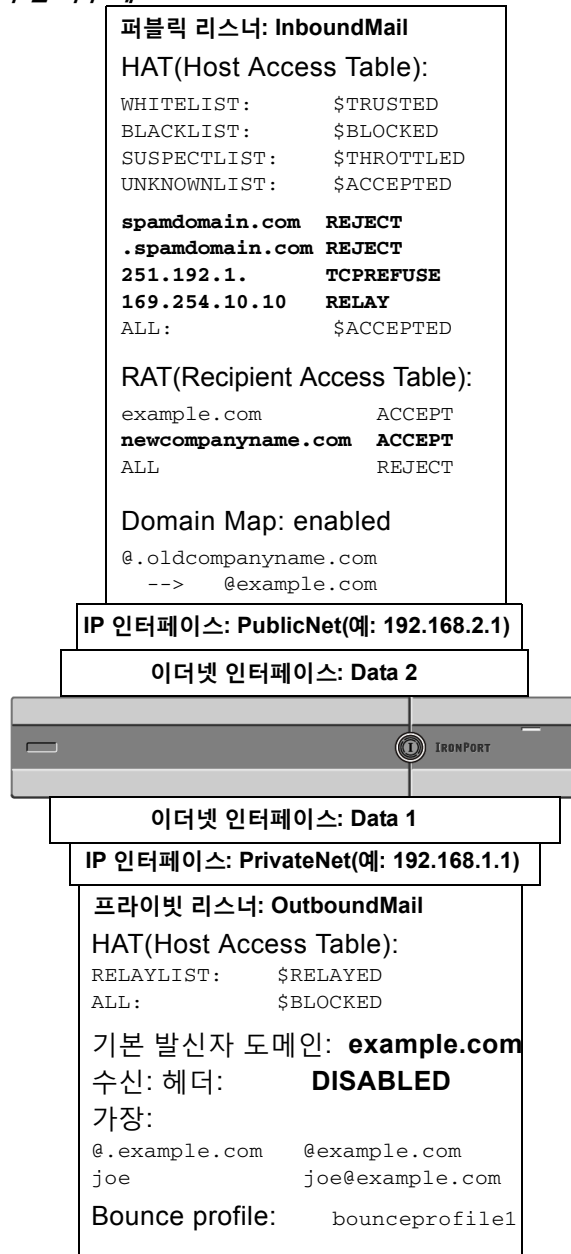 퍼블릭 리스너: InboundMail
HAT(Host Access Table):
WHITELIST: $TRUSTED
BLACKLIST: $BLOCKED
SUSPECTLIST: $THROTTLED
UNKNOWNLIST: $ACCEPTED
spamdomain.com REJECT
.spamdomain.com REJECT
251.192.1. TCPREFUSE
169.254.10.10 RELAY
ALL: $ACCEPTED
RAT(Recipient Access Table):
example.com ACCEPT
newcompanyname.com ACCEPT
ALL REJECT
Domain Map: enabled
@.oldcompanyname.com
--> @example.com
IP 인터페이스: PublicNet(예: 192.168.2.1)
이더넷 인터페이스: Data 2
IRONPORT
이더넷 인터페이스: Data 1
IP 인터페이스: PrivateNet(예: 192.168.1.1)
프라이빗 리스너: OutboundMail
HAT(Host Access Table):
RELAYLIST: $RELAYED
ALL: $BLOCKED
기본 발신자 도메인: example.com
수신: 헤더: DISABLED
가장:
@.example.com @example.com
joe joe@example.com
Bounce profile: bounceprofile1